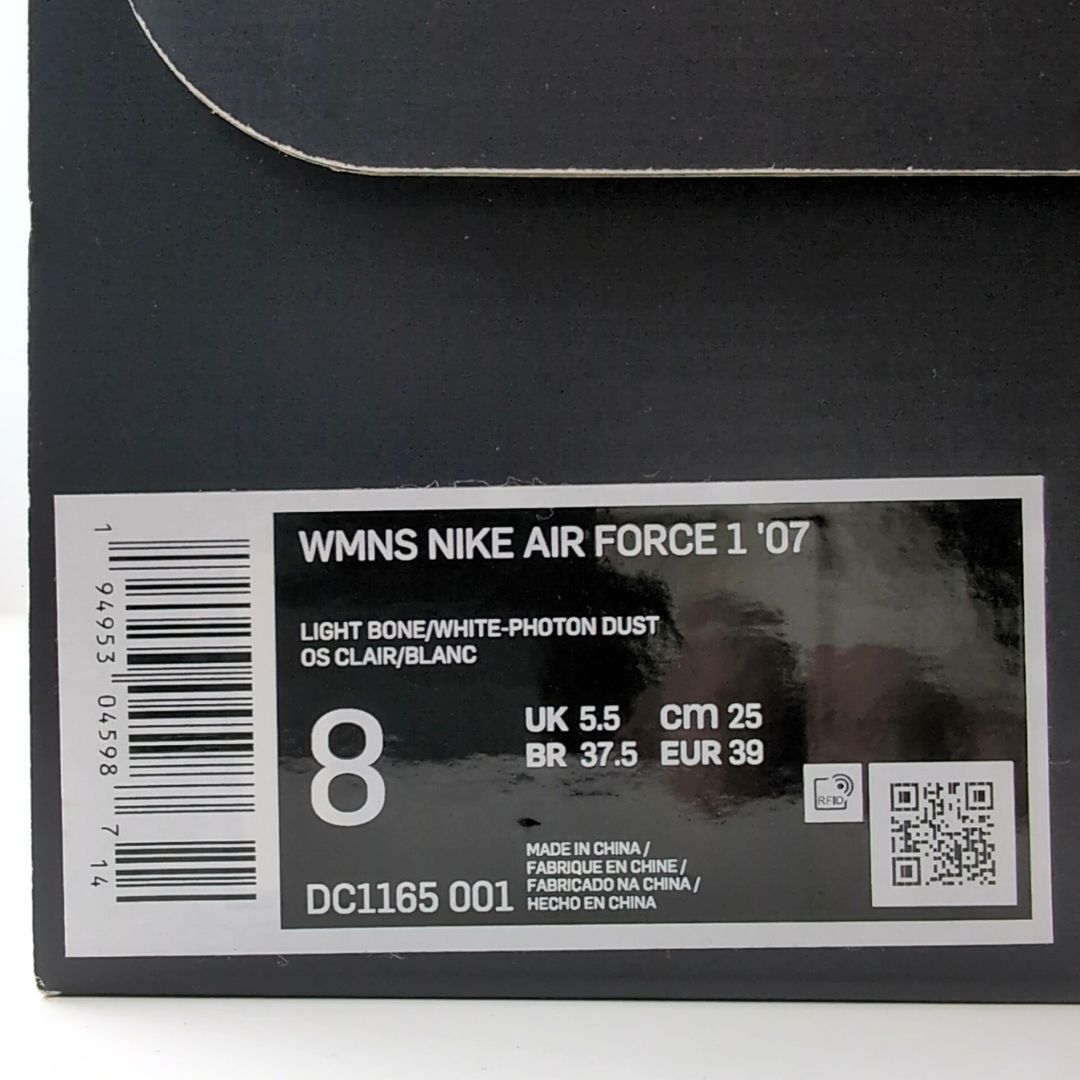 WMNS NIKE AIR FORCE 1 '07
LIGHT BONE/WHITE-PHOTON DUST
OS CLAIR/BLANC
8
UK 5.5 cm 25
BR 37.5 EUR 39
RFID
MADE IN CHINA /
FABRIQUE EN CHINE /
FABRICADO NA CHINA /
HECHO EN CHINA
DC1165 001
1 94953 04598 7 14